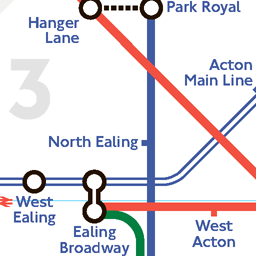 Park Royal
Hanger
Lane
3
Acton
Main Line
North Ealing
West
Ealing
Ealing
Broadway
West
Acton